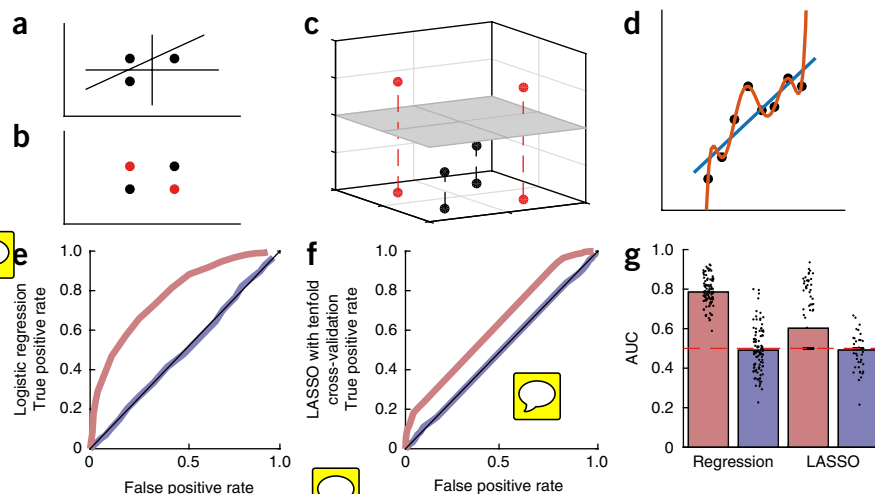 a
b
c
d
e
Logistic regression
True positive rate
1.0
0.8
0.6
0.4
0.2
0
0
0.5
1.0
False positive rate
f
LASSO with tenfold
cross-validation
True positive rate
1.0
0.8
0.6
0.4
0.2
0
0
0.5
1.0
False positive rate
g
AUC
1.0
0.8
0.6
0.4
0.2
0
Regression
LASSO